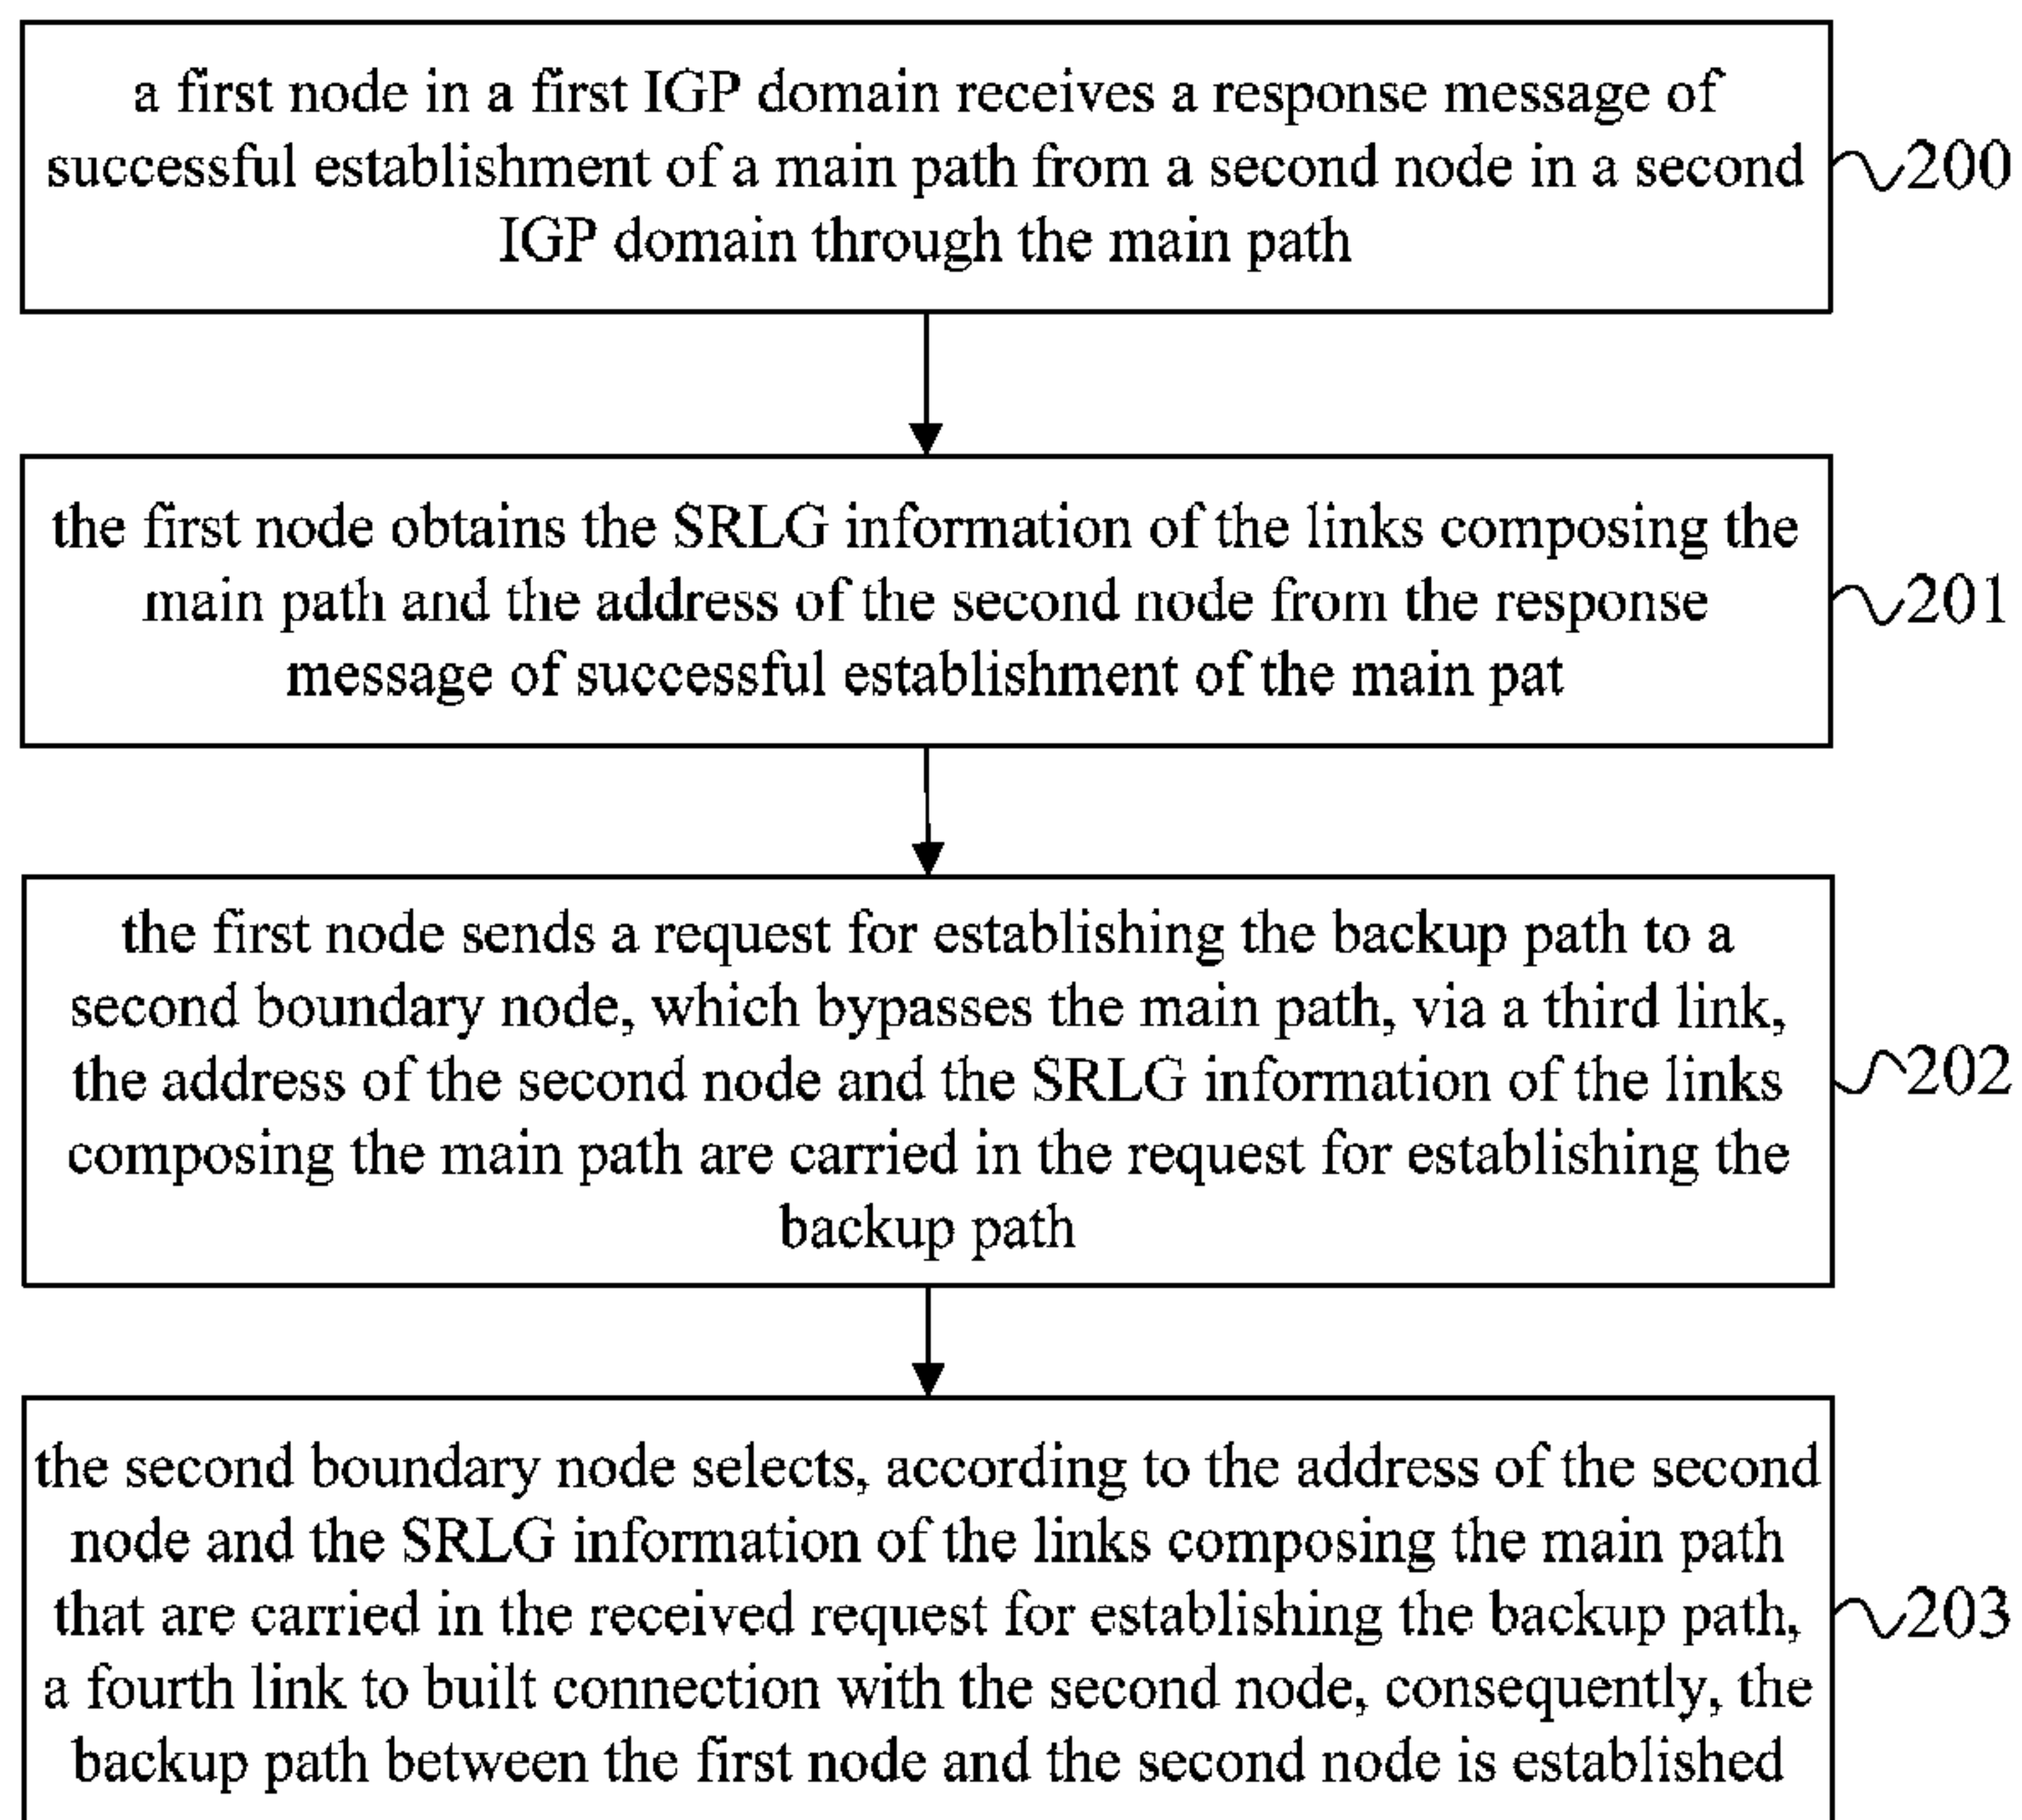 a first node in a first IGP domain receives a response message of
successful establishment of a main path from a second node in a second
IGP domain through the main path
200
the first node obtains the SRLG information of the links composing the
main path and the address of the second node from the response
message of successful establishment of the main pat
201
the first node sends a request for establishing the backup path to a
second boundary node, which bypasses the main path, via a third link,
the address of the second node and the SRLG information of the links
composing the main path are carried in the request for establishing the
backup path
202
the second boundary node selects, according to the address of the second
node and the SRLG information of the links composing the main path
that are carried in the received request for establishing the backup path,
a fourth link to built connection with the second node, consequently, the
backup path between the first node and the second node is established
203